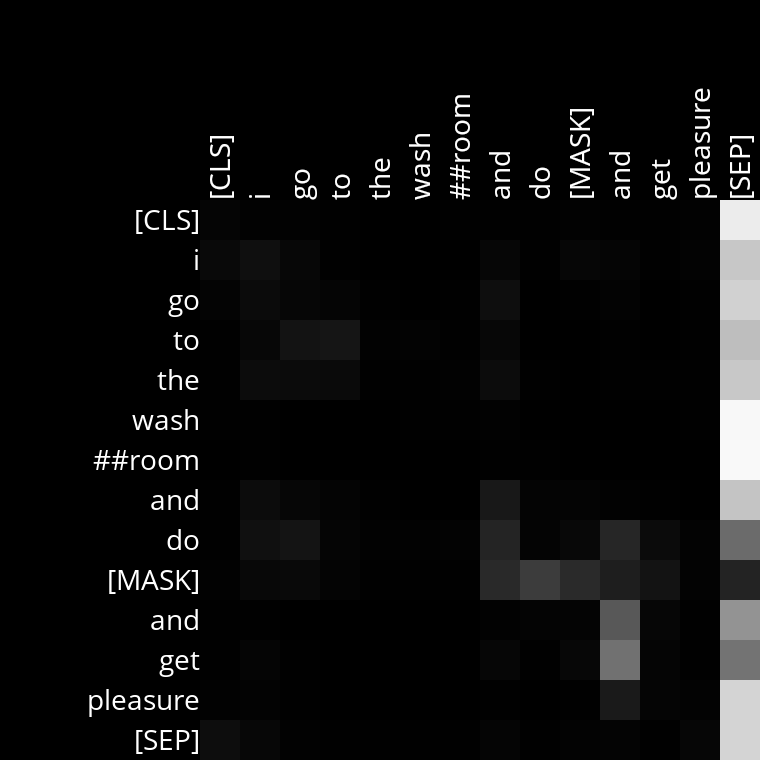 [CLS]
i
go
to
the
wash
##room
and
do
[MASK]
and
get
pleasure
[SEP]
[CLS]
i
go
to
the
wash
##room
and
do
[MASK]
and
get
pleasure
[SEP]